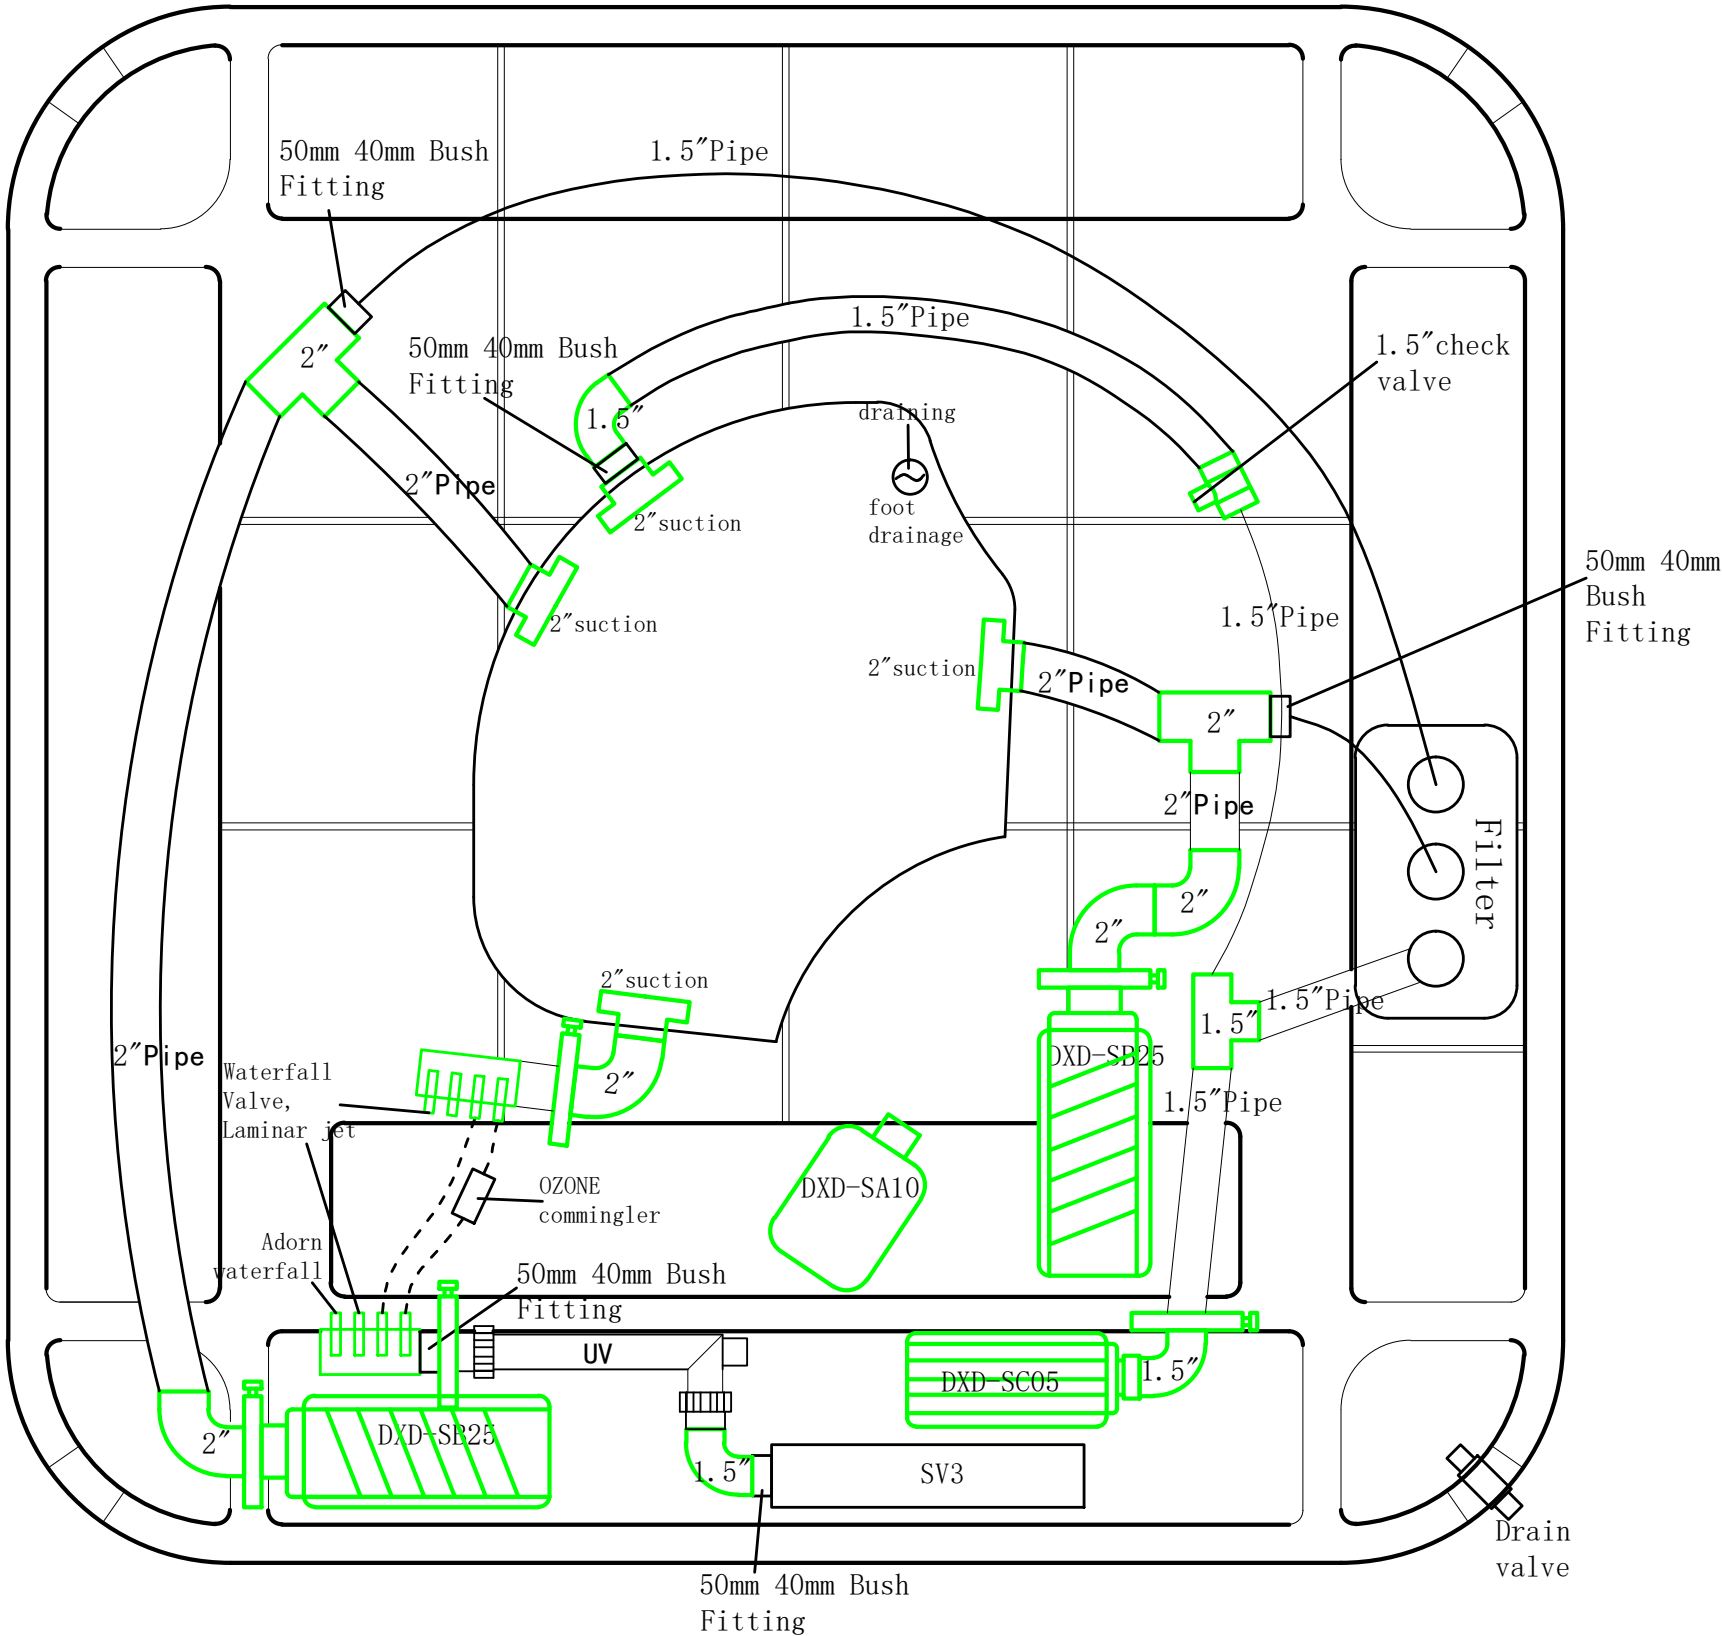 50mm 40mm Bush
Fitting
1.5"Pipe
2"
50mm 40mm Bush
Fitting
1.5"Pipe
1.5"check
valve
1.5"
draining
2"Pipe
2"suction
foot
drainage
50mm 40mm
Bush
Fitting
2"suction
1.5"Pipe
2"suction
2"Pipe
2"
2"Pipe
Filter
2"
2"
2"suction
1.5"Pipe
1.5"
2"Pipe
DXD-SB25
Waterfall
Valve,
Laminar jet
2"
1.5"Pipe
OZONE
commingler
DXD-SA10
Adorn
waterfall
50mm 40mm Bush
Fitting
UV
DXD-SC05
1.5"
2"
DXD-SB25
1.5"
SV3
Drain
valve
50mm 40mm Bush
Fitting